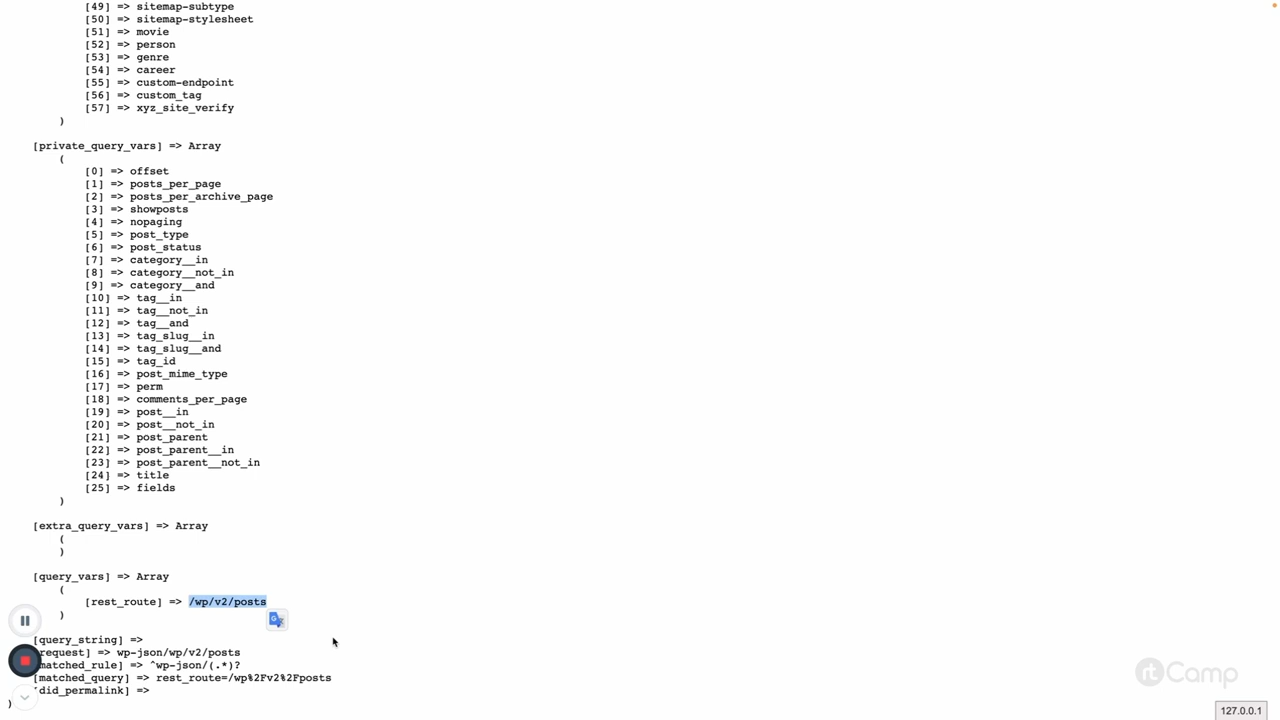 [49] => sitemap-subtype
[50] => sitemap-stylesheet
[51] => movie
[52] => person
[53] => genre
[54] => career
[55] => custom-endpoint
[56] => custom_tag
[57] => xyz_site_verify
)
[private_query_vars] => Array
(
[0] => offset
[1] => posts_per_page
[2] => posts_per_archive_page
[3] => showposts
[4] => nopaging
[5] => post_type
[6] => post_status
[7] => category__in
[8] => category__not_in
[9] => category__and
[10] => tag__in
[11] => tag__not_in
[12] => tag__and
[13] => tag_slug__in
[14] => tag_slug__and
[15] => tag_id
[16] => post_mime_type
[17] => perm
[18] => comments_per_page
[19] => post__in
[20] => post__not_in
[21] => post_parent
[22] => post_parent__in
[23] => post_parent__not_in
[24] => title
[25] => fields
)
[extra_query_vars] => Array
(
)
[query_vars] => Array
(
[rest_route] => /wp/v2/posts
)
[query_string] =>
request] => wp-json/wp/v2/posts
matched_rule] => ^wp-json/(.*)?
[matched_query] => rest_route=/wp%2Fv2%2Fposts
did_permalink] =>
)
rtCamp
127.0.0.1